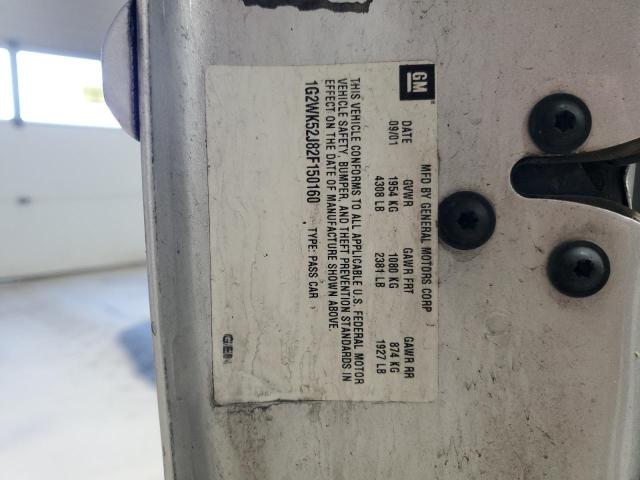 GM
MFD BY GENERAL MOTORS CORP
DATE GVWR GAWR FRT GAWR RR
09/01 1954 KG 1080 KG 874 KG
4308 LB 2381 LB 1927 LB
THIS VEHICLE CONFORMS TO ALL APPLICABLE U.S. FEDERAL MOTOR
VEHICLE SAFETY, BUMPER, AND THEFT PREVENTION STANDARDS IN
EFFECT ON THE DATE OF MANUFACTURE SHOWN ABOVE.
1G2WK52J82F150160 TYPE: PASS CAR
GEN